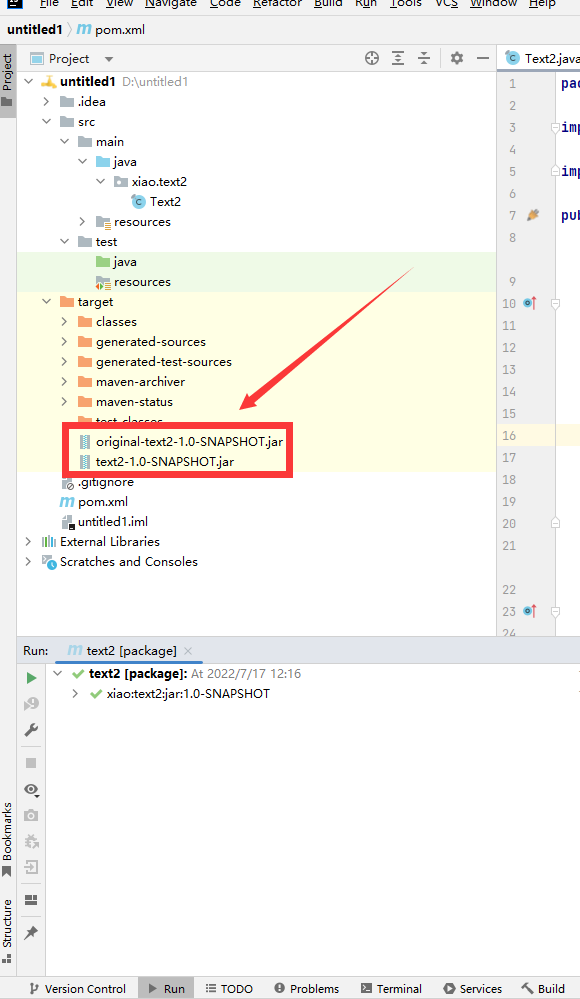 File Edit View Navigate Code Refactor Build Run Tools VCS Window Help
untitled1 pom.xml
Project
Project
Text2.java
untitled1 D:\untitled1
.idea
src
main
java
xiao.text2
Text2
resources
test
java
resources
target
classes
generated-sources
generated-test-sources
maven-archiver
maven-status
test-classes
original-text2-1.0-SNAPSHOT.jar
text2-1.0-SNAPSHOT.jar
.gitignore
pom.xml
untitled1.iml
External Libraries
Scratches and Consoles
1 pac
2
3 imp
4
5 imp
6
7 pub
8
9
10
11
12
13
14
15
16
17
18
19
20
21
22
23
24
Run: text2 [package]
text2 [package]: At 2022/7/17 12:16
xiao:text2:jar:1.0-SNAPSHOT
Bookmarks
Structure
Version Control Run TODO Problems Terminal Services Build